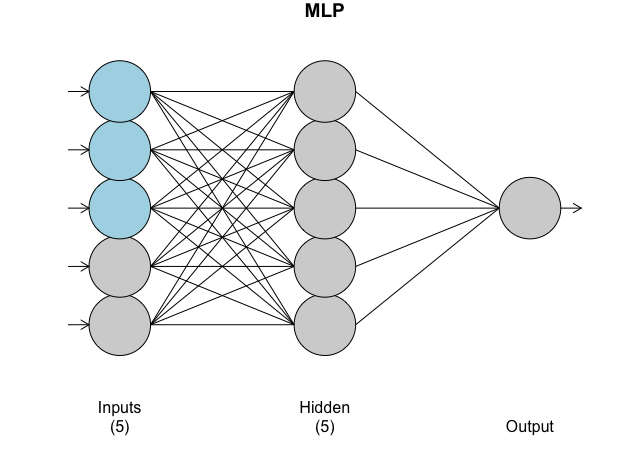 MLP
Inputs
(5)
Hidden
(5)
Output